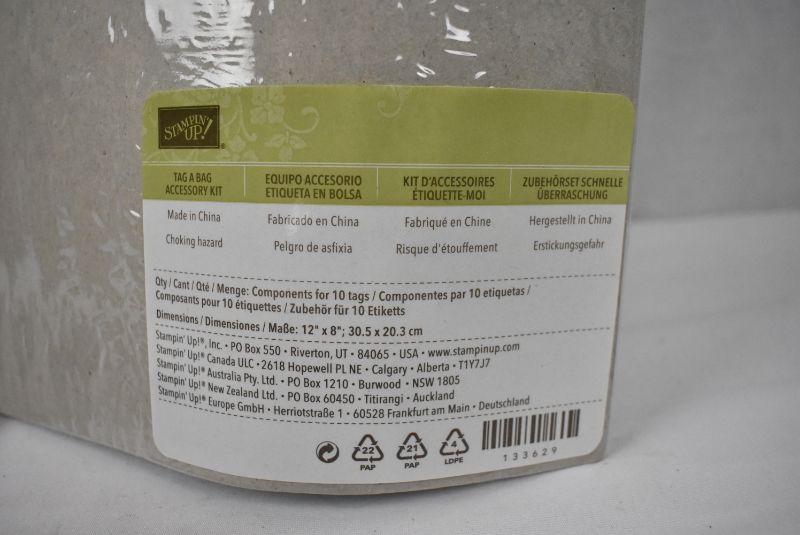 STAMPIN' UP!
TAG A BAG
ACCESSORY KIT
EQUIPO ACCESORIO
ETIQUETA EN BOLSA
KIT D'ACCESSOIRES
ÉTIQUETTE-MOI
ZUBEHÖRSET SCHNELLE
ÜBERRASCHUNG
Made in China
Fabricado en China
Fabriqué en Chine
Hergestellt in China
Choking hazard
Pelgro de asfixia
Risque d'étouffement
Erstickungsgefahr
Qty / Cant / Qté / Menge: Components for 10 tags / Componentes par 10 etiquetas /
Composants pour 10 étiquettes / Zubehör für 10 Etiketts
Dimensions / Dimensiones / Maße: 12" x 8"; 30.5 x 20.3 cm
Stampin' Up!®, Inc. • PO Box 550 • Riverton, UT • 84065 • USA • www.stampinup.com
Stampin' Up!® Canada ULC • 2618 Hopewell PL NE • Calgary • Alberta • T1Y7J7
Stampin' Up!® Australia Pty. Ltd. • PO Box 1210 • Burwood • NSW 1805
Stampin' Up!® New Zealand Ltd. • PO Box 60450 • Titirangi • Auckland
Stampin' Up!® Europe GmbH • Herriotstraße 1 • 60528 Frankfurt am Main • Deutschland
22
PAP
21
PAP
4
LDPE
133629